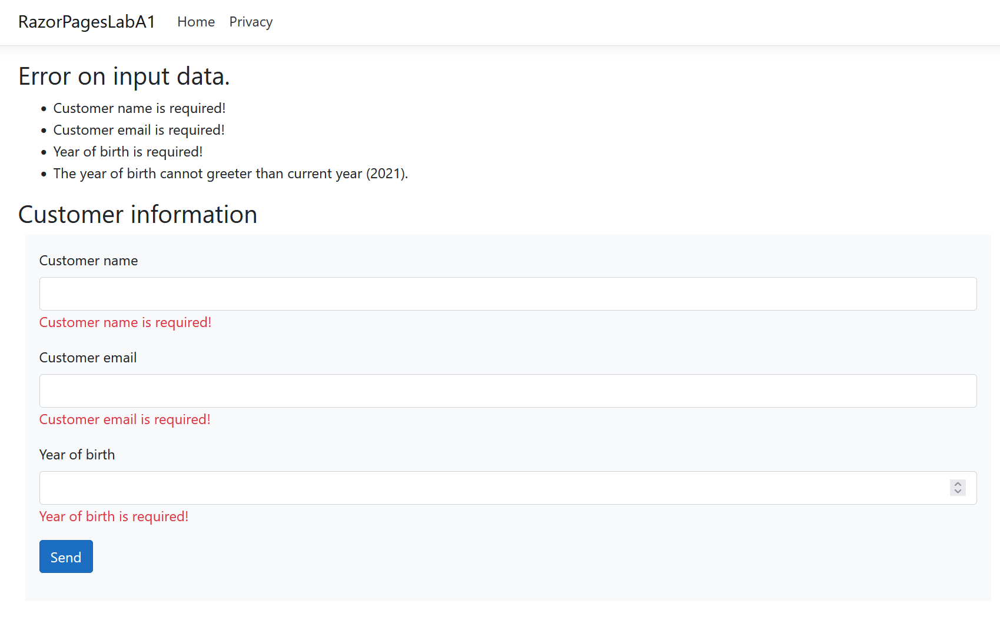 RazorPagesLabA1 Home Privacy
Error on input data.
Customer name is required!
Customer email is required!
Year of birth is required!
The year of birth cannot greeter than current year (2021).
Customer information
Customer name
Customer name is required!
Customer email
Customer email is required!
Year of birth
Year of birth is required!
Send